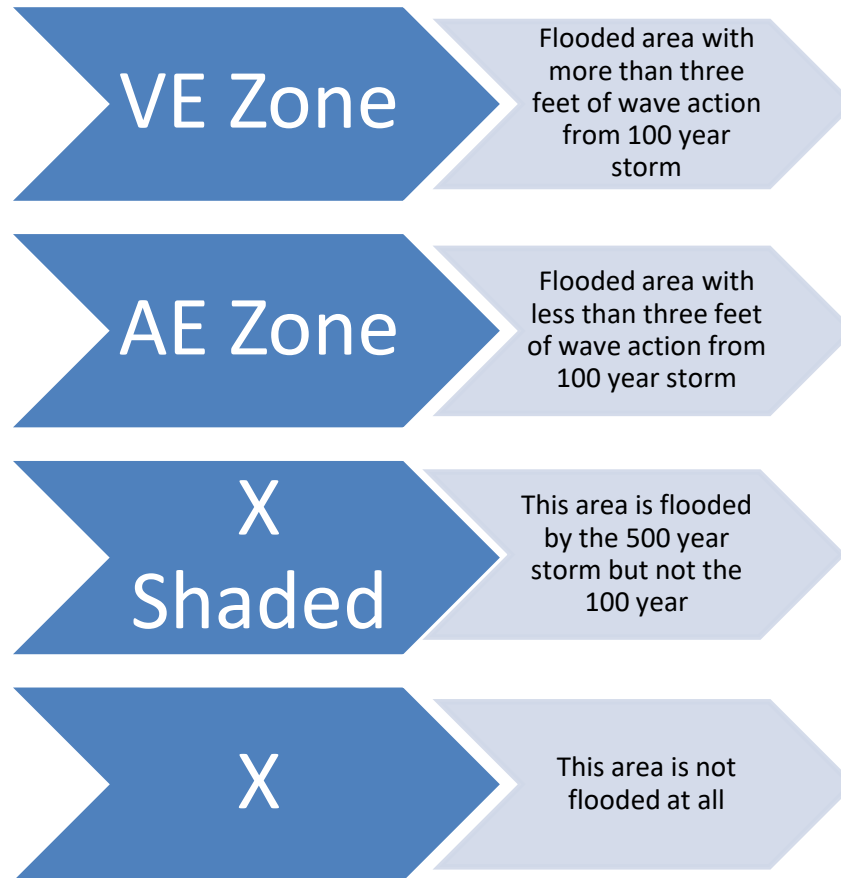 VE Zone
Flooded area with
more than three
feet of wave action
from 100 year
storm
AE Zone
Flooded area with
less than three feet
of wave action from
100 year storm
X
Shaded
This area is flooded
by the 500 year
storm but not the
100 year
X
This area is not
flooded at all